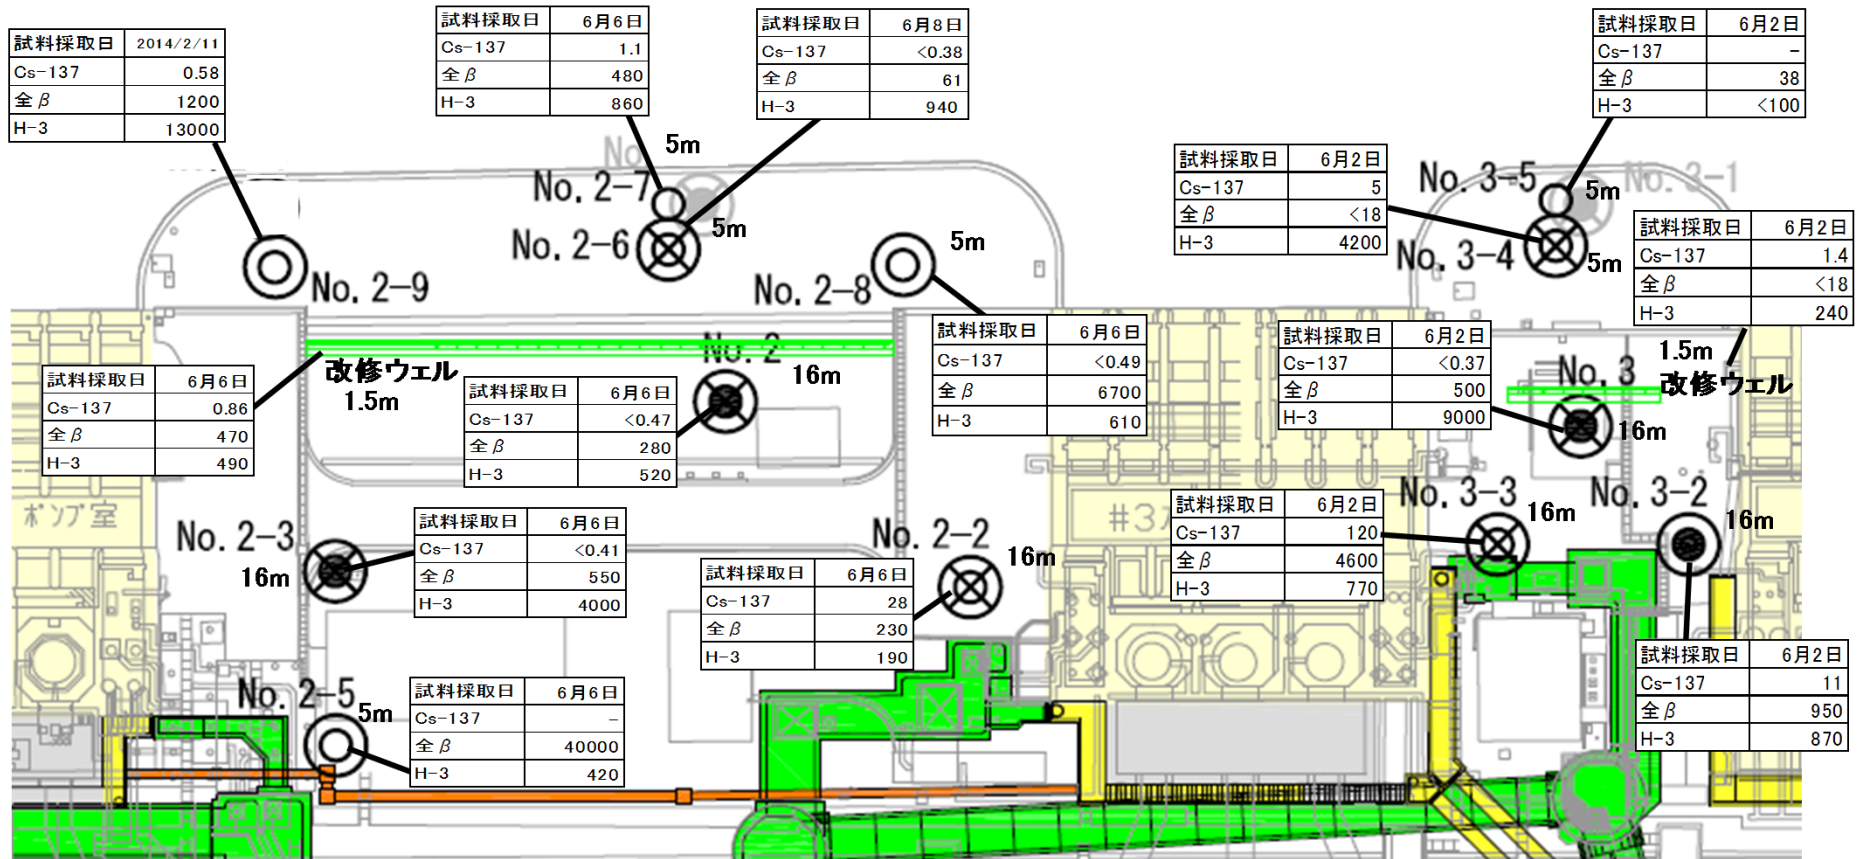 試料採取日 2014/2/11
Cs-137 0.58
全β 1200
H-3 13000
試料採取日 6月6日
Cs-137 1.1
全β 480
H-3 860
試料採取日 6月8日
Cs-137 <0.38
全β 61
H-3 940
試料採取日 6月2日
Cs-137 -
全β 38
H-3 <100
試料採取日 6月2日
Cs-137 5
全β <18
H-3 4200
試料採取日 6月2日
Cs-137 1.4
全β <18
H-3 240
No
5m
No. 2-7
No. 2-6
5m
No. 2-9
No. 2-8
5m
No. 3-5
5m
No. 3-1
No. 3-4
5m
試料採取日 6月6日
Cs-137 0.86
全β 470
H-3 490
改修ウェル
1.5m
試料採取日 6月6日
Cs-137 <0.47
全β 280
H-3 520
No. 2
16m
試料採取日 6月6日
Cs-137 <0.49
全β 6700
H-3 610
試料採取日 6月2日
Cs-137 <0.37
全β 500
H-3 9000
No. 3
16m
1.5m
改修ウェル
ポンプ室
No. 2-3
16m
試料採取日 6月6日
Cs-137 <0.41
全β 550
H-3 4000
No. 2-2
16m
試料採取日 6月6日
Cs-137 28
全β 230
H-3 190
#3
試料採取日 6月2日
Cs-137 120
全β 4600
H-3 770
No. 3-3
16m
No. 3-2
16m
No. 2-5
5m
試料採取日 6月6日
Cs-137 -
全β 40000
H-3 420
試料採取日 6月2日
Cs-137 11
全β 950
H-3 870